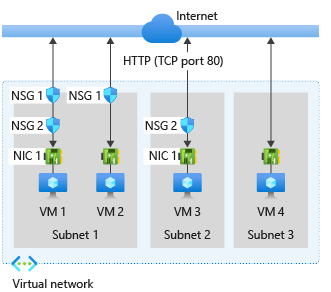 Internet
HTTP (TCP port 80)
NSG 1
NSG 1
NSG 2
NSG 2
NIC 1
NIC 1
VM 1
VM 2
VM 3
VM 4
Subnet 1
Subnet 2
Subnet 3
Virtual network